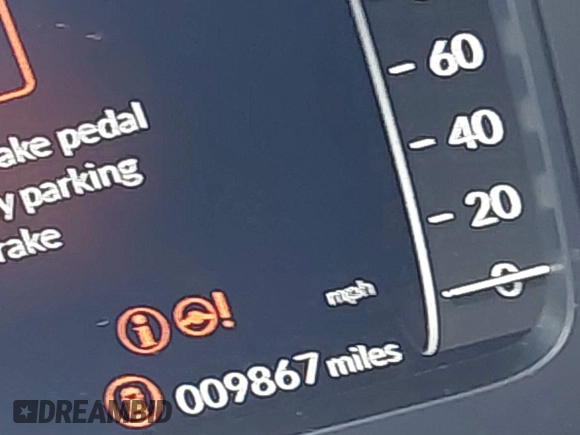 60
40
ake pedal
20
y parking
rake
0
mph
009867 miles
DREAMBID